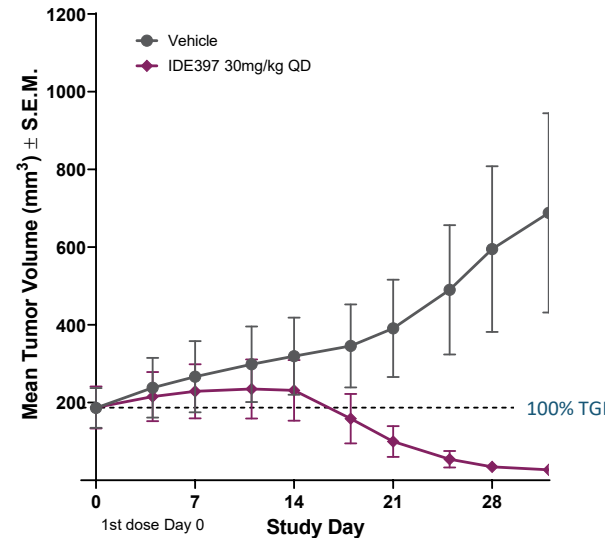 1200
1000
800
600
400
200
Mean Tumor Volume (mm³) ± S.E.M.
Vehicle
IDE397 30mg/kg QD
100% TGI
0
7
14
21
28
1st dose Day 0
Study Day